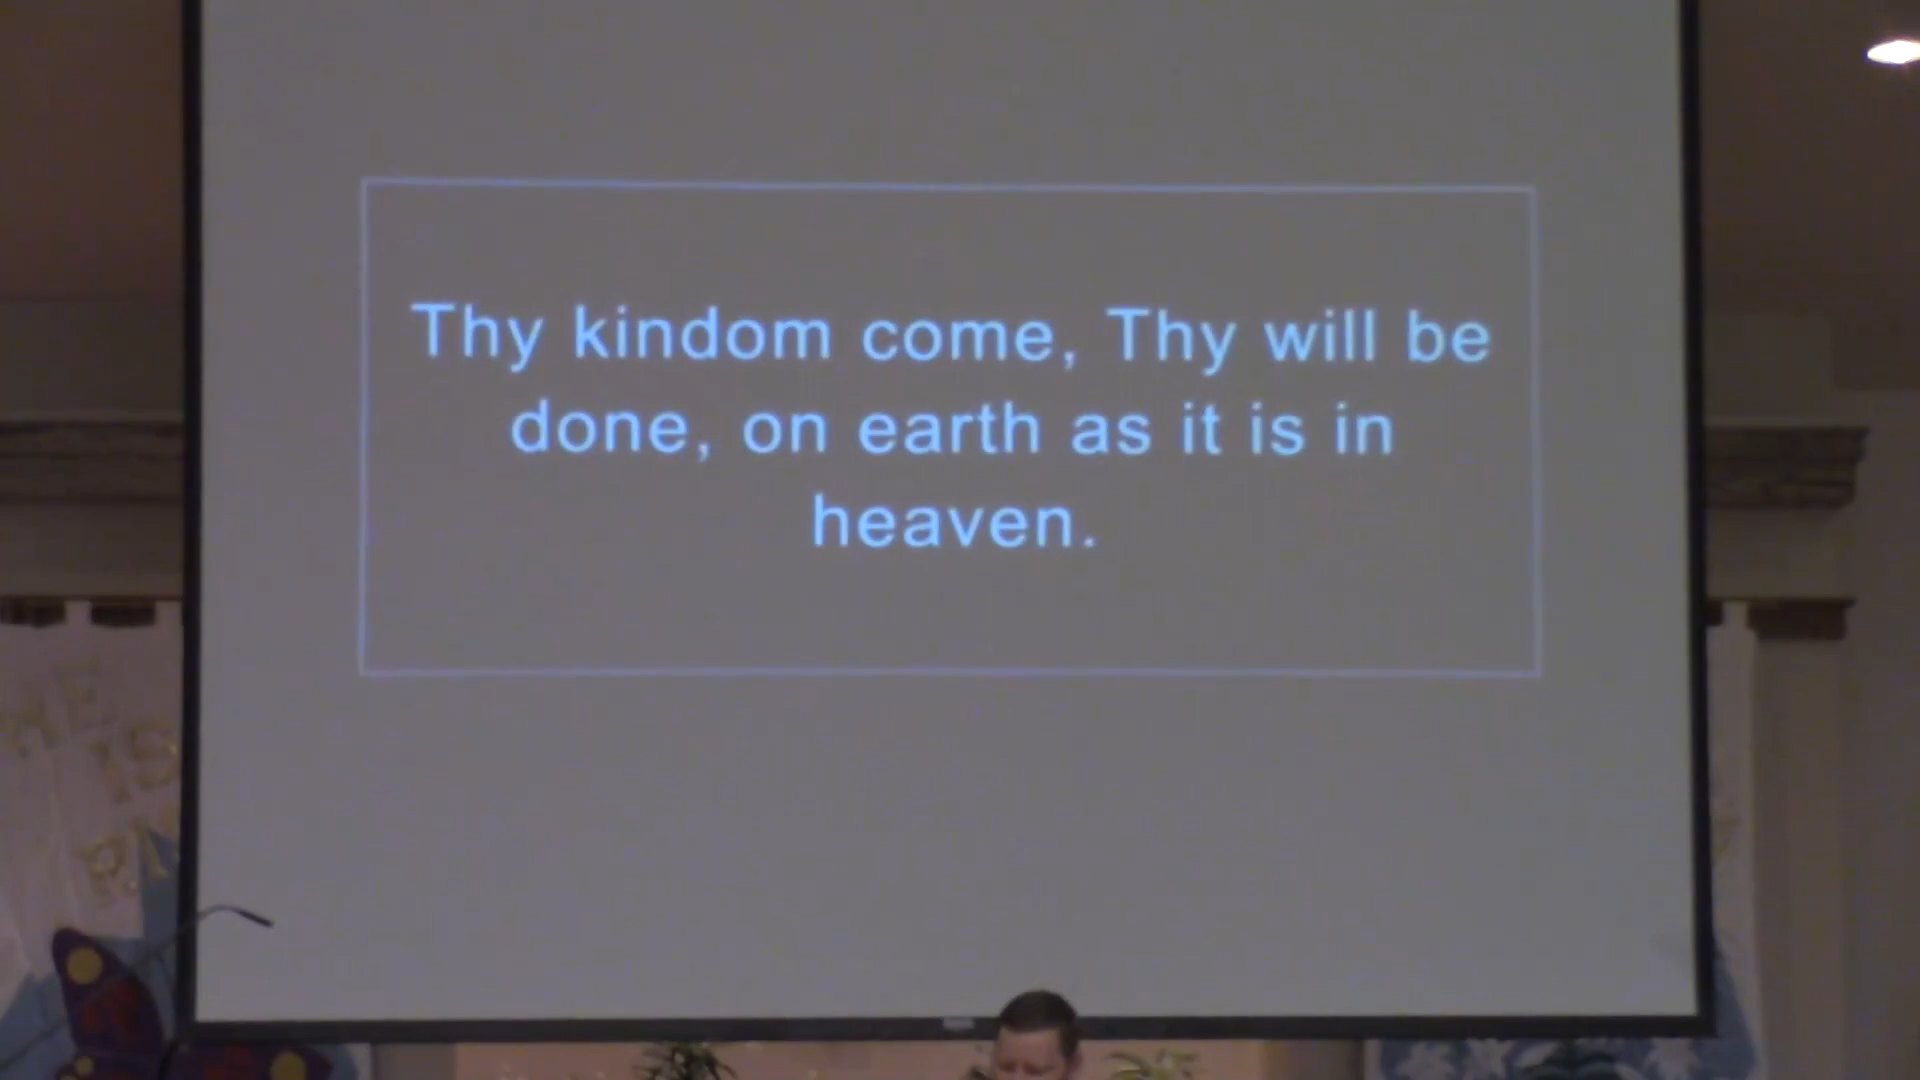 Thy kindom come, Thy will be
done, on earth as it is in
heaven.